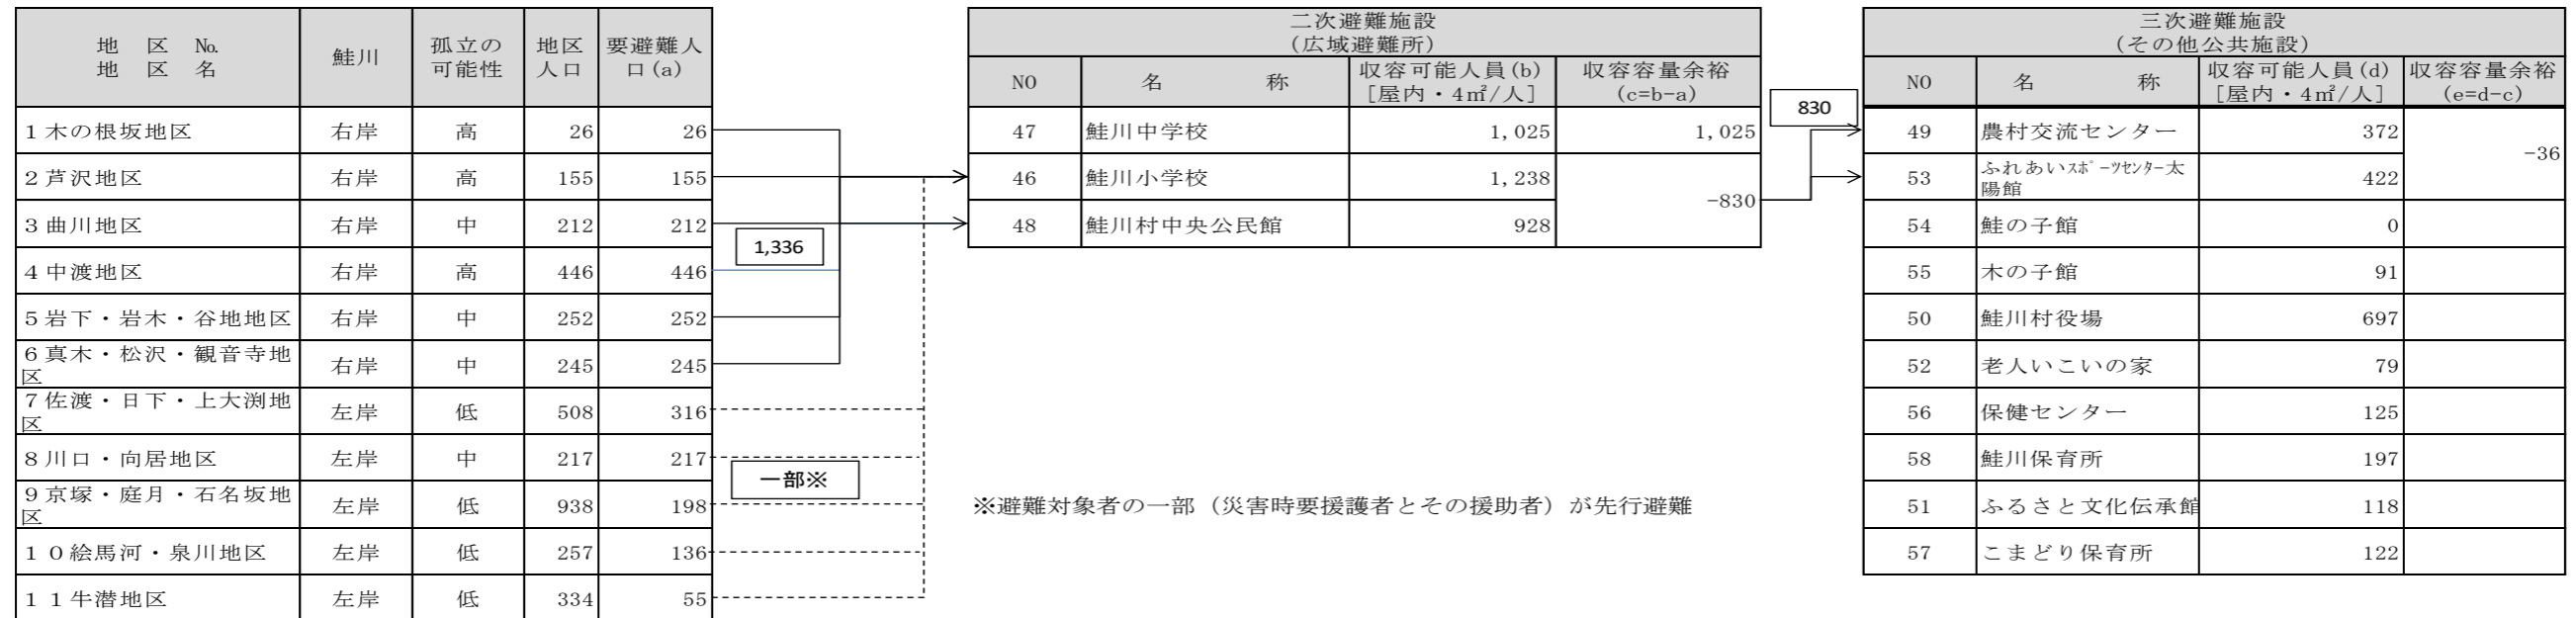 地 区 №
地 区 名
鮭川
孤立の
可能性
地区
人口
要避難人
口(a)
1木の根坂地区 右岸 高 26 26
2芦沢地区 右岸 高 155 155
3曲川地区 右岸 中 212 212
4中渡地区 右岸 高 446 446
5岩下・岩木・谷地地区 右岸 中 252 252
6真木・松沢・観音寺地
区 右岸 中 245 245
7佐渡・日下・上大渕地
区 左岸 低 508 316
8川口・向居地区 左岸 中 217 217
9京塚・庭月・石名坂地
区 左岸 低 938 198
10絵馬河・泉川地区 左岸 低 257 136
11牛潜地区 左岸 低 334 55
1,336
一部※
二次避難施設
(広域避難所)
NO 名 称
収容可能人員(b)
[屋内・4㎡/人]
収容容量余裕
(c=b-a)
47 鮭川中学校 1,025 1,025
46 鮭川小学校 1,238
-830
48 鮭川村中央公民館 928
※避難対象者の一部(災害時要援護者とその援助者)が先行避難
830
三次避難施設
(その他公共施設)
NO 名 称
収容可能人員(d)
[屋内・4㎡/人]
収容容量余裕
(e=d-c)
49 農村交流センター 372
-36
53 ふれあいスポーツセンター太
陽館 422
54 鮭の子館 0
55 木の子館 91
50 鮭川村役場 697
52 老人いこいの家 79
56 保健センター 125
58 鮭川保育所 197
51 ふるさと文化伝承館 118
57 こまどり保育所 122